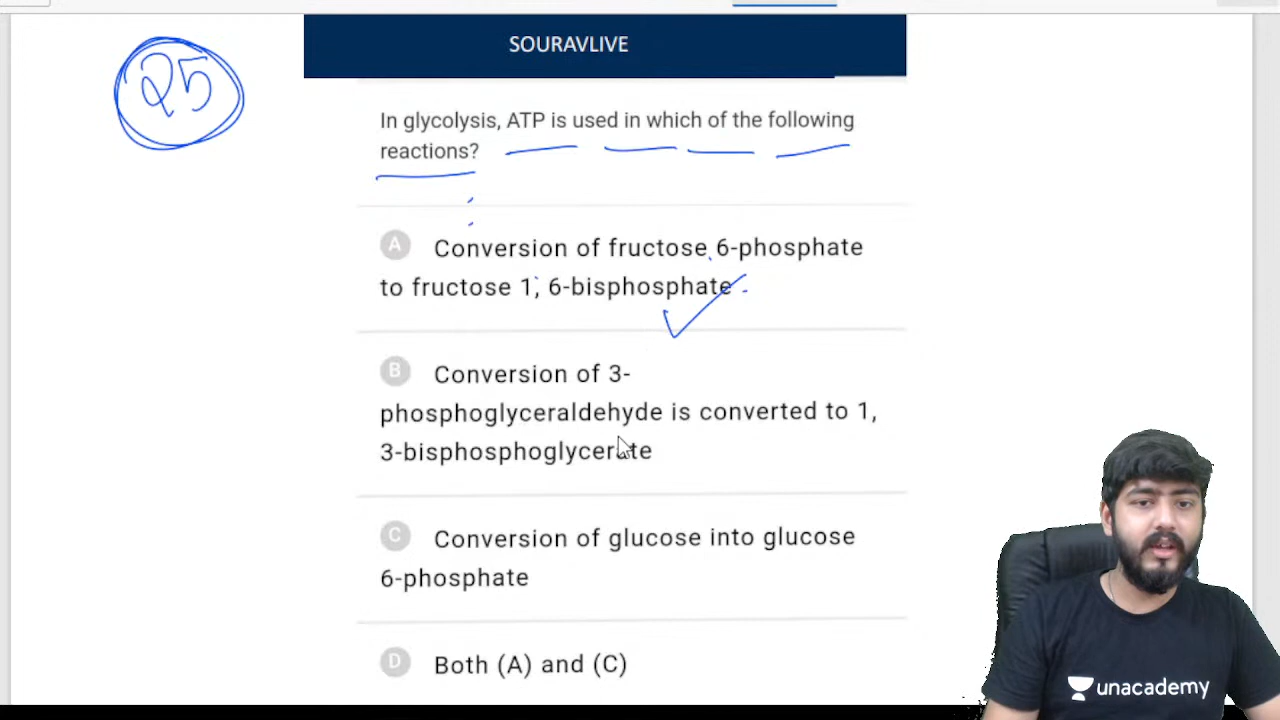 SOURAVLIVE
Q5
In glycolysis, ATP is used in which of the following
reactions?
A Conversion of fructose 6-phosphate
to fructose 1, 6-bisphosphate
B Conversion of 3-
phosphoglyceraldehyde is converted to 1,
3-bisphosphoglycerate
C Conversion of glucose into glucose
6-phosphate
D Both (A) and (C)
unacademy